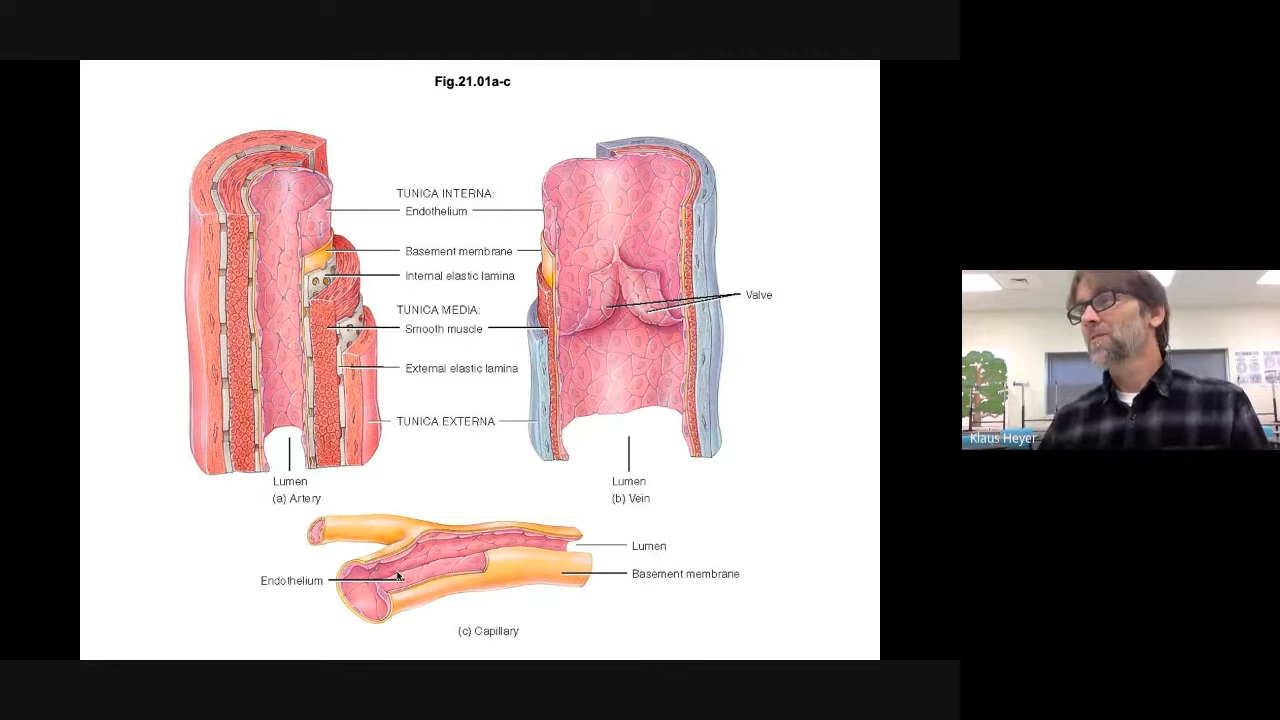 Fig.21.01a-c
TUNICA INTERNA:
Endothelium
Basement membrane
Internal elastic lamina
TUNICA MEDIA:
Smooth muscle
External elastic lamina
TUNICA EXTERNA
Valve
Lumen
(a) Artery
Lumen
(b) Vein
Endothelium
Lumen
Basement membrane
(c) Capillary
Klaus Heyer